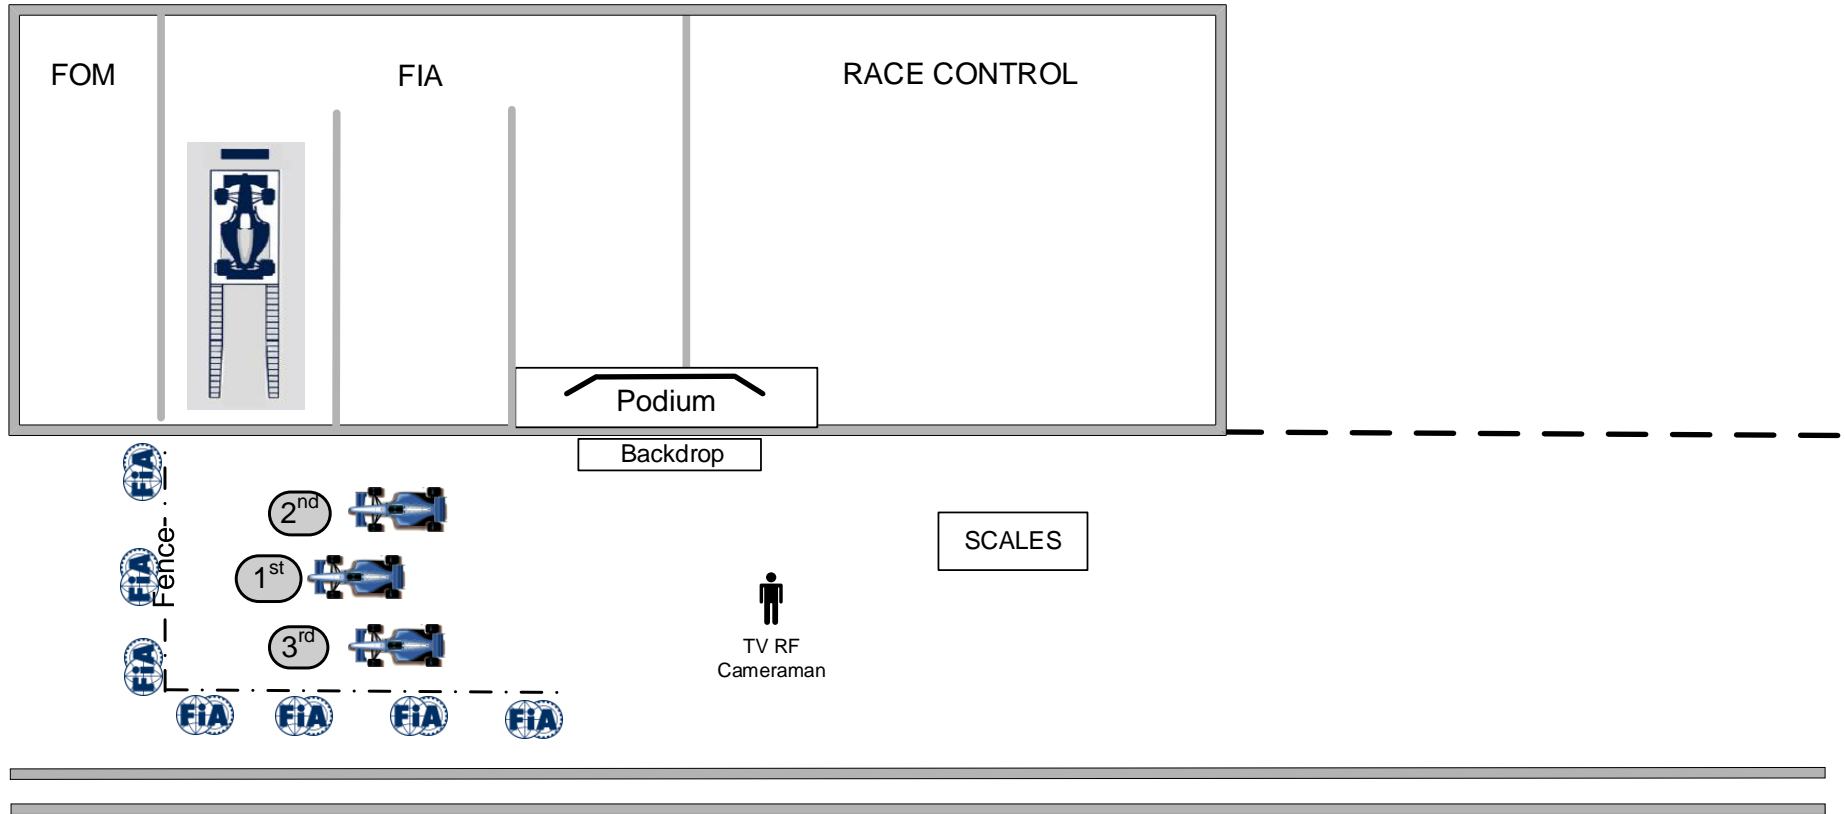 FOM
FIA
RACE CONTROL
Podium
Backdrop
FiA
2nd
SCALES
Fence
FiA
1st
TV RF
Cameraman
3rd
FiA
FiA
FiA
FiA
FiA